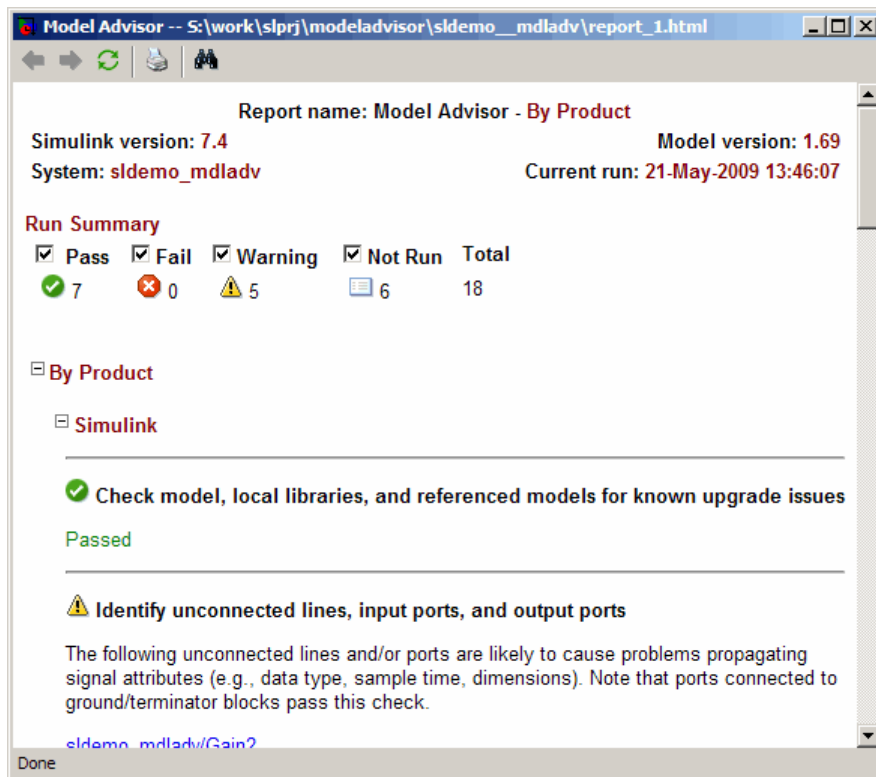 Model Advisor -- S:\work\slprj\modeladvisor\sldemo__mdladv\report_1.html
Report name: Model Advisor - By Product
Simulink version: 7.4 Model version: 1.69
System: sldemo_mdladv Current run: 21-May-2009 13:46:07
Run Summary
Pass Fail Warning Not Run Total
7 0 5 6 18
By Product
Simulink
Check model, local libraries, and referenced models for known upgrade issues
Passed
Identify unconnected lines, input ports, and output ports
The following unconnected lines and/or ports are likely to cause problems propagating
signal attributes (e.g., data type, sample time, dimensions). Note that ports connected to
ground/terminator blocks pass this check.
sldemo_mdladv/Gain2
Done